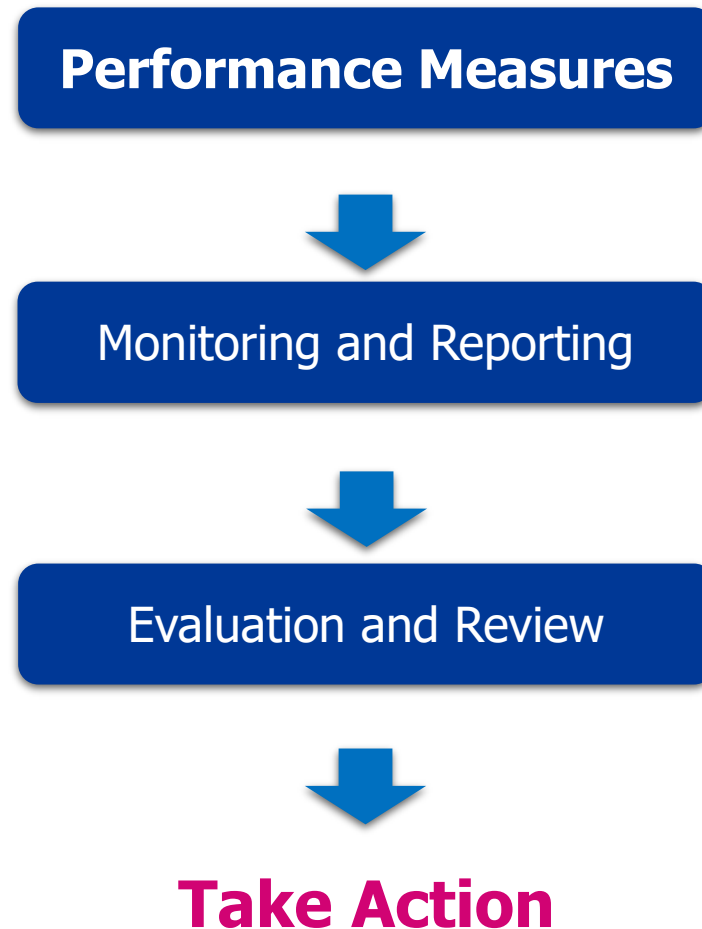 Performance Measures
Monitoring and Reporting
Evaluation and Review
Take Action